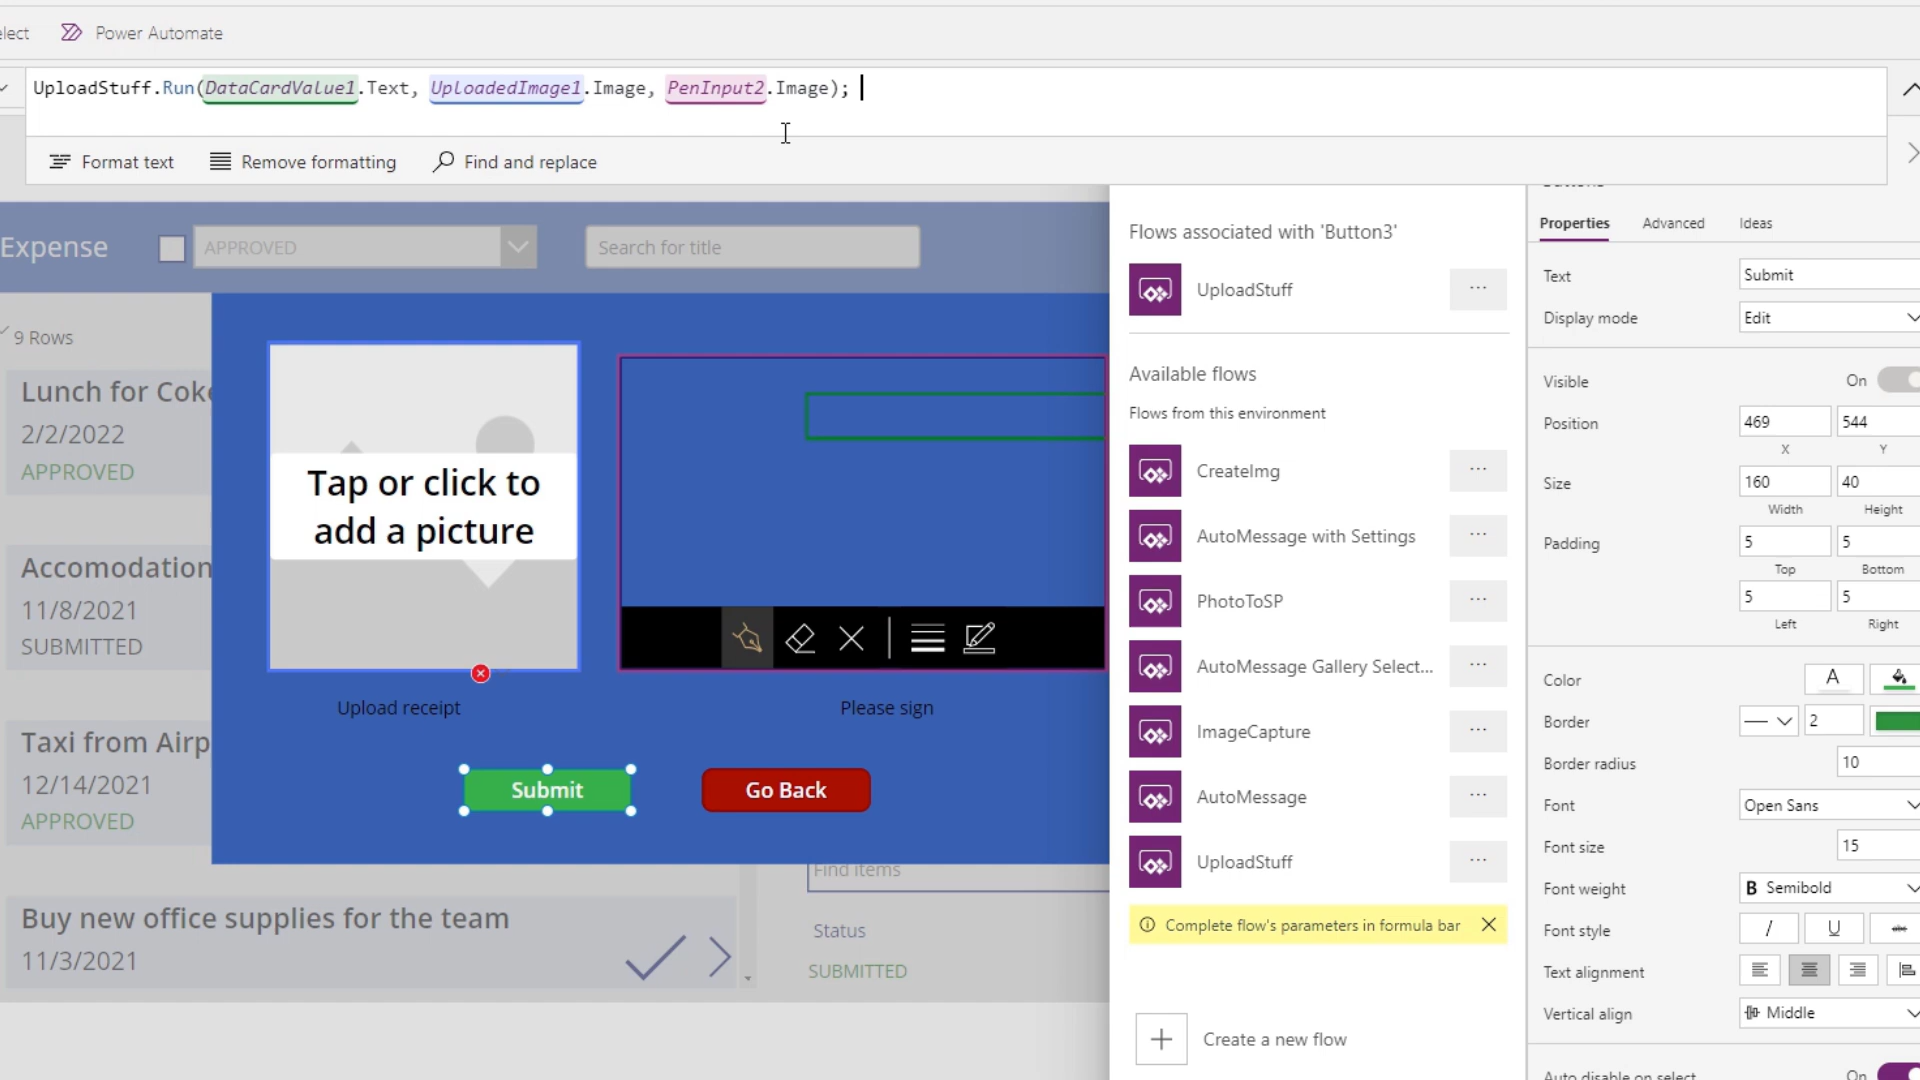 elect
Power Automate
UploadStuff.Run(DataCardValue1.Text, UploadedImage1.Image, PenInput2.Image);
Format text
Remove formatting
Find and replace
Expense
APPROVED
Search for title
9 Rows
Lunch for Coke
2/2/2022
APPROVED
Accomodation
11/8/2021
SUBMITTED
Taxi from Airp
12/14/2021
APPROVED
Buy new office supplies for the team
11/3/2021
Tap or click to
add a picture
Upload receipt
Please sign
Submit
Go Back
Find items
Status
SUBMITTED
Flows associated with 'Button3'
UploadStuff
...
Available flows
Flows from this environment
CreateImg
...
AutoMessage with Settings
...
PhotoToSP
...
AutoMessage Gallery Select...
...
ImageCapture
...
AutoMessage
...
UploadStuff
...
Complete flow's parameters in formula bar
Create a new flow
Properties
Advanced
Ideas
Text
Submit
Display mode
Edit
Visible
On
Position
469
544
X
Y
Size
160
40
Width
Height
Padding
5
5
Top
Bottom
5
5
Left
Right
Color
A
Border
2
Border radius
10
Font
Open Sans
Font size
15
Font weight
B Semibold
Font style
/
U
abc
Text alignment
Vertical align
Middle
Auto disable on select
On